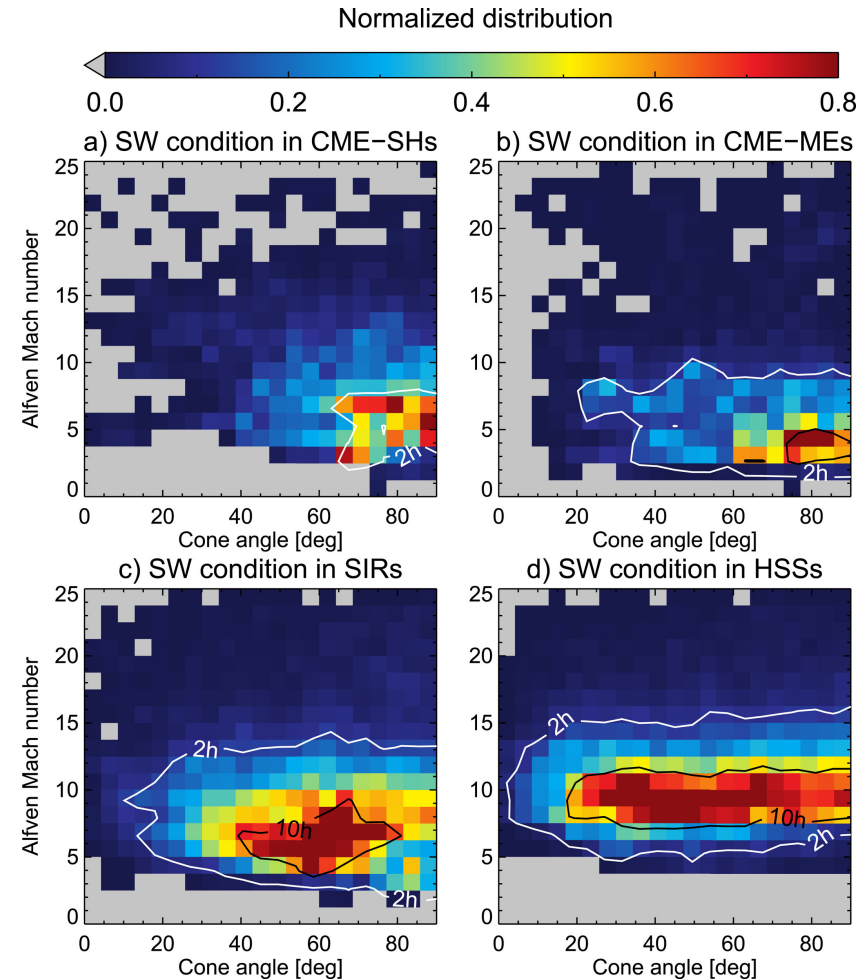 Normalized distribution
0.0 0.2 0.4 0.6 0.8
a) SW condition in CME−SHs
b) SW condition in CME−MEs
25
20
15
10
5
0
Alfven Mach number
2h
2h
0 20 40 60 80
0 20 40 60 80
Cone angle [deg]
Cone angle [deg]
c) SW condition in SIRs
d) SW condition in HSSs
25
20
15
10
5
0
25
20
15
10
5
0
25
20
15
10
5
0
Alfven Mach number
2h
10h
2h
2h
10h
2h
0 20 40 60 80
0 20 40 60 80
Cone angle [deg]
Cone angle [deg]